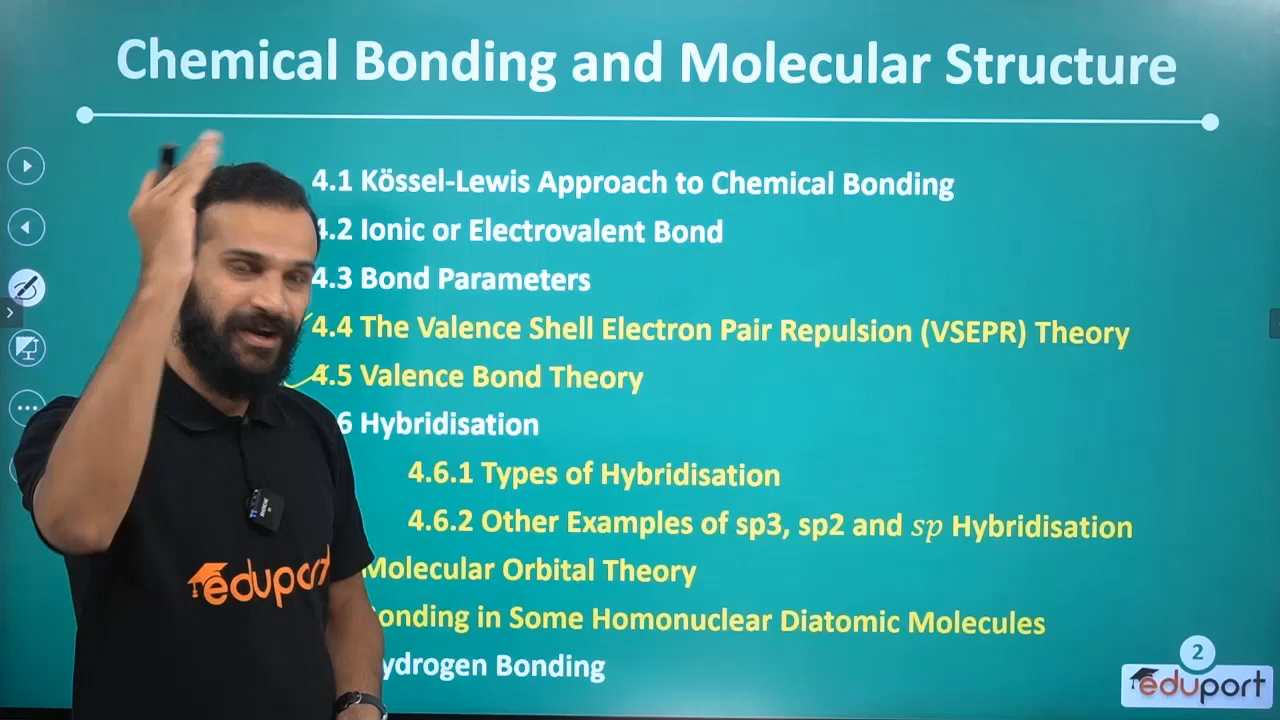 Chemical Bonding and Molecular Structure
4.1 Kössel-Lewis Approach to Chemical Bonding
4.2 Ionic or Electrovalent Bond
4.3 Bond Parameters
4.4 The Valence Shell Electron Pair Repulsion (VSEPR) Theory
4.5 Valence Bond Theory
6 Hybridisation
4.6.1 Types of Hybridisation
4.6.2 Other Examples of sp3, sp2 and sp Hybridisation
Molecular Orbital Theory
onding in Some Homonuclear Diatomic Molecules
ydrogen Bonding
eduport
2
eduport